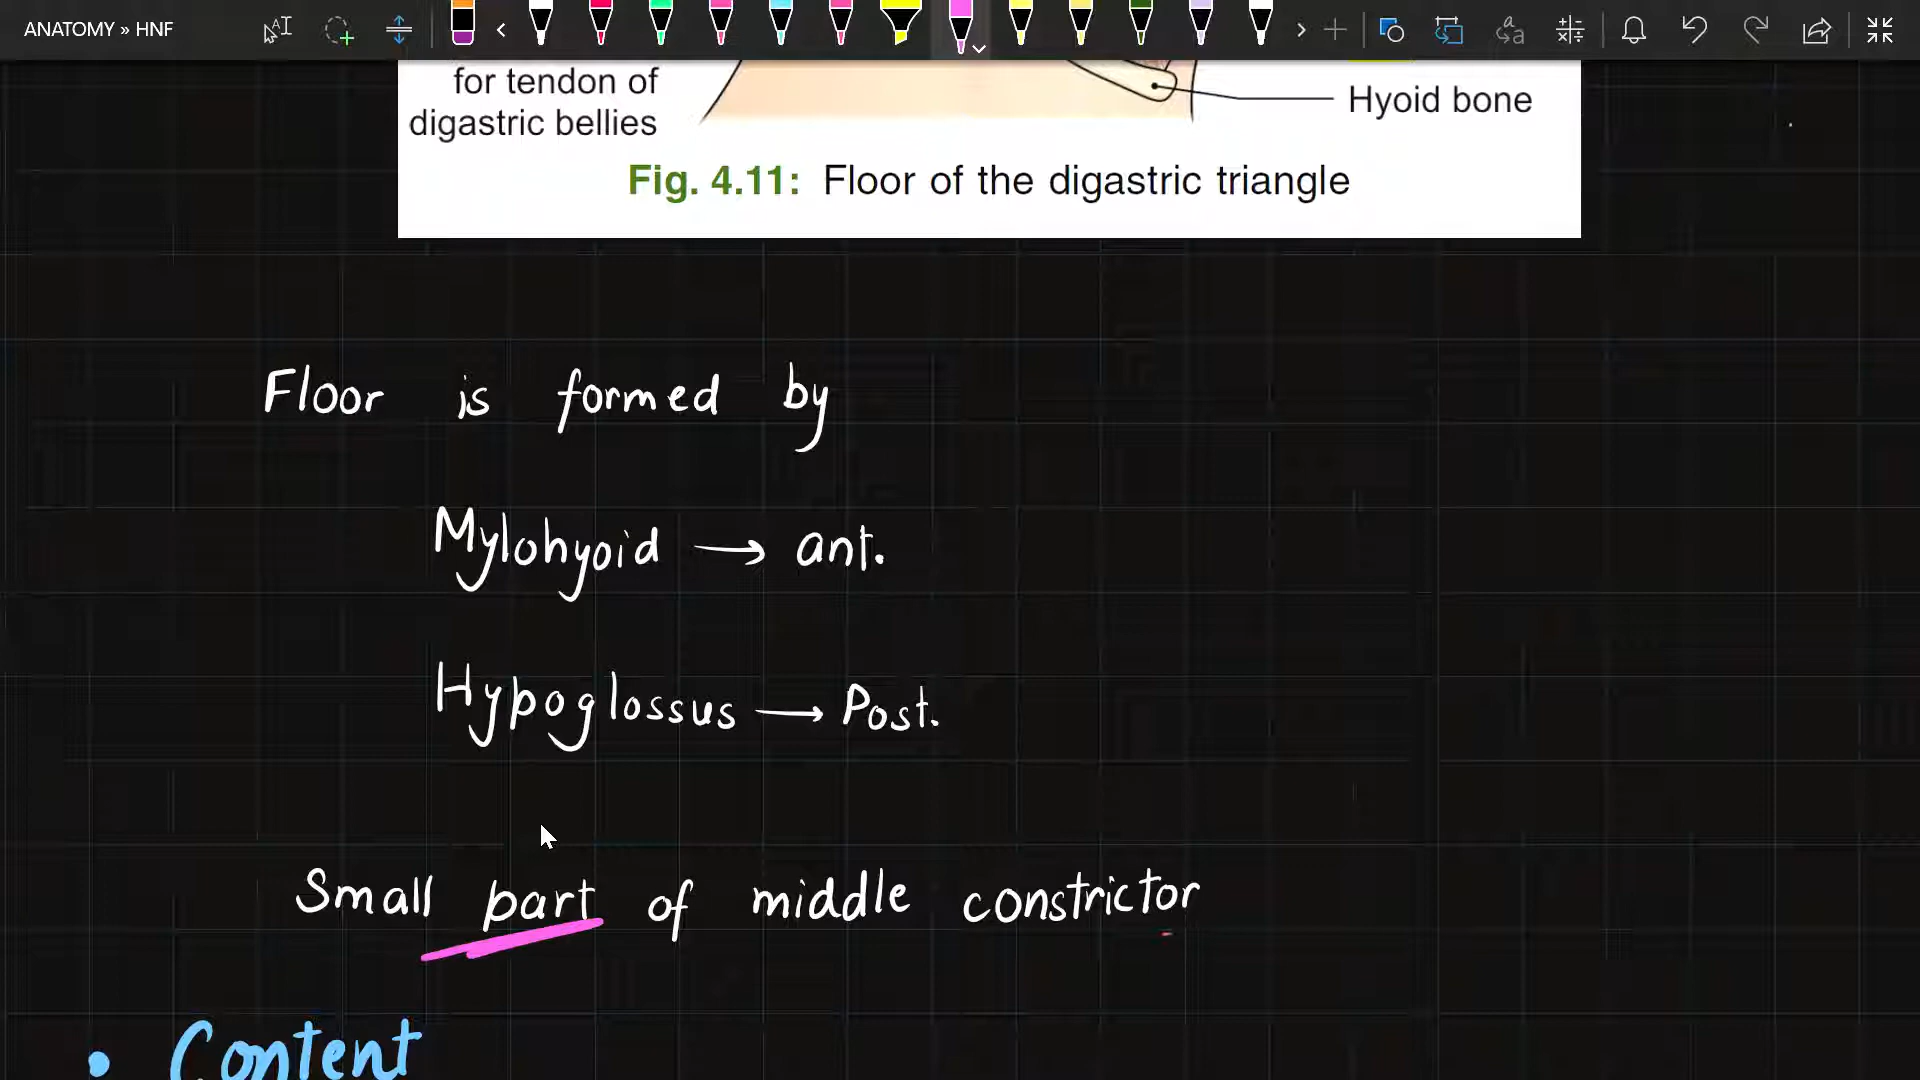 ANATOMY » HNF
for tendon of
digastric bellies
Hyoid bone
Fig. 4.11: Floor of the digastric triangle
Floor is formed by
Mylohyoid → ant.
Hypoglossus → Post.
Small part of middle constrictor
• Content